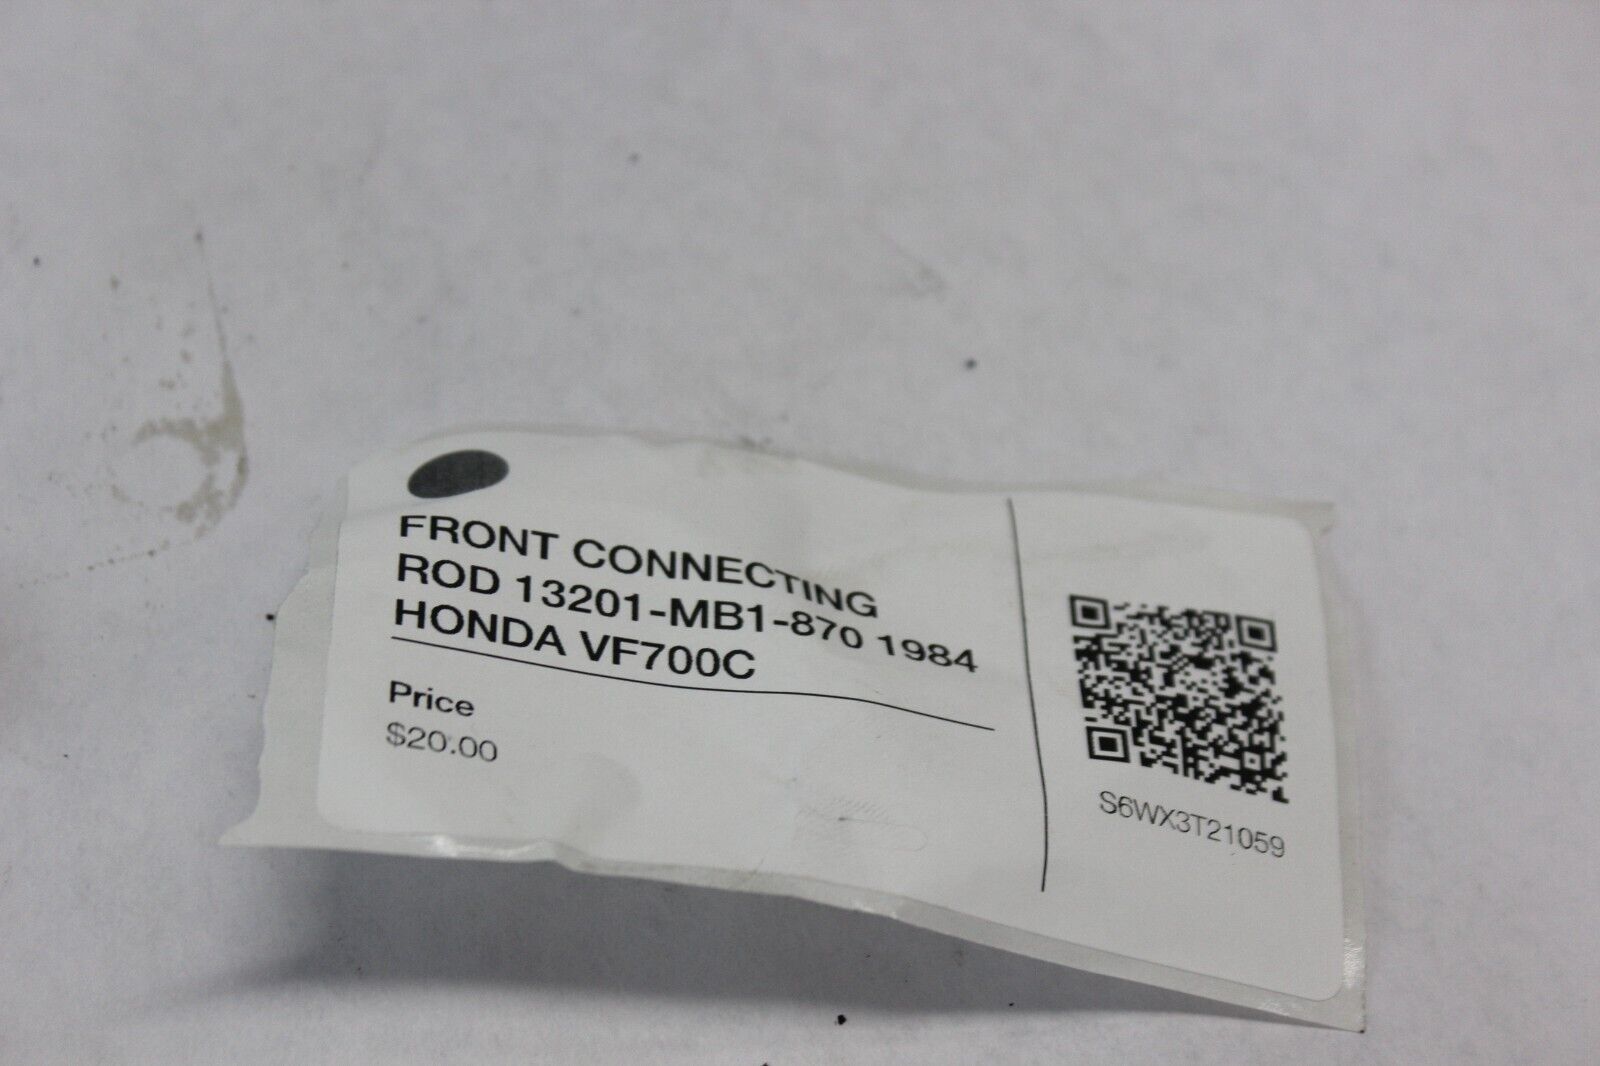 FRONT CONNECTING
ROD 13201-MB1-870 1984
HONDA VF700C
Price
$20.00
S6WX3T21059